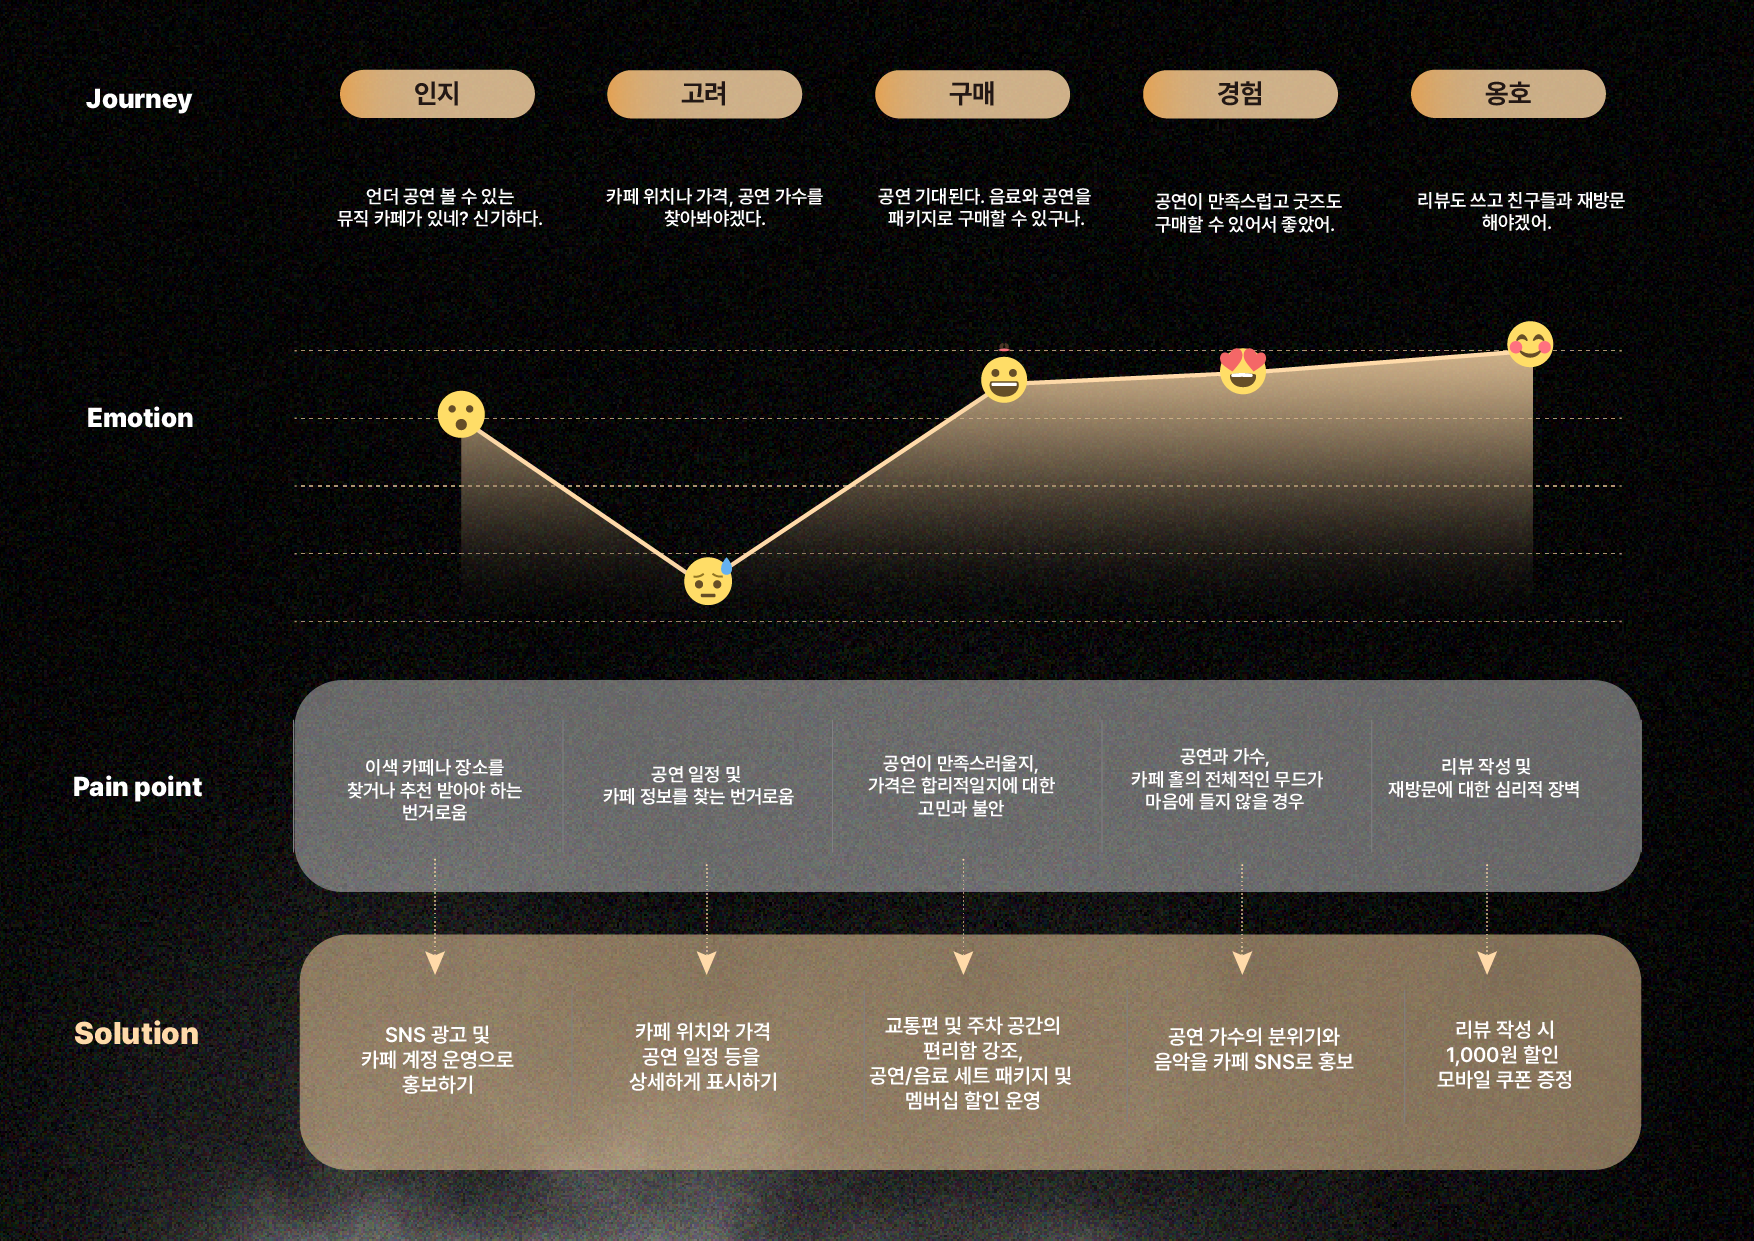 Journey
인지
고려
구매
경험
옹호
언더 공연 볼 수 있는
뮤직 카페가 있네? 신기하다.
카페 위치나 가격, 공연 가수를
찾아봐야겠다.
공연 기대된다. 음료와 공연을
패키지로 구매할 수 있구나.
공연이 만족스럽고 굿즈도
구매할 수 있어서 좋았어.
리뷰도 쓰고 친구들과 재방문
해야겠어.
Emotion
Pain point
이색 카페나 장소를
찾거나 추천 받아야 하는
번거로움
공연 일정 및
카페 정보를 찾는 번거로움
공연이 만족스러울지,
가격은 합리적일지에 대한
고민과 불안
공연과 가수,
카페 홀의 전체적인 무드가
마음에 들지 않을 경우
리뷰 작성 및
재방문에 대한 심리적 장벽
Solution
SNS 광고 및
카페 계정 운영으로
홍보하기
카페 위치와 가격
공연 일정 등을
상세하게 표시하기
교통편 및 주차 공간의
편리함 강조,
공연/음료 세트 패키지 및
멤버십 할인 운영
공연 가수의 분위기와
음악을 카페 SNS로 홍보
리뷰 작성 시
1,000원 할인
모바일 쿠폰 증정